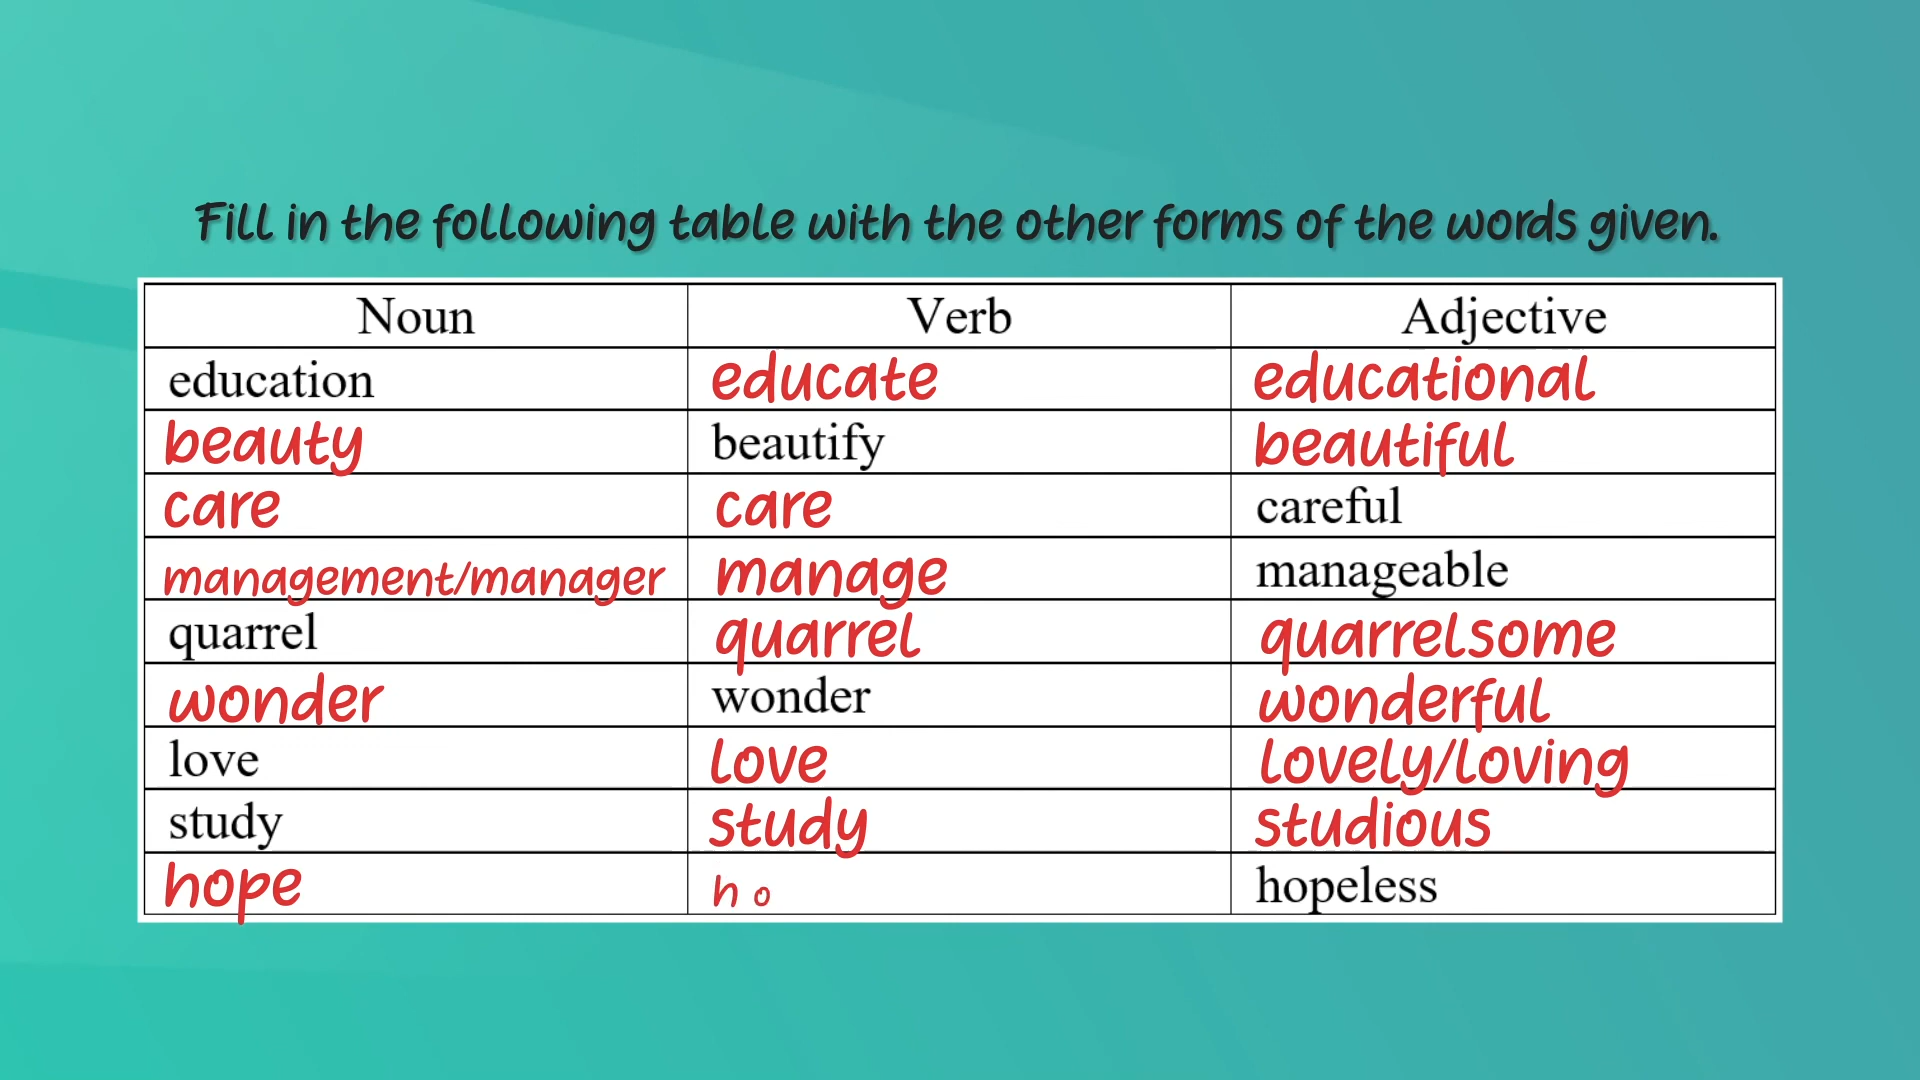 Fill in the following table with the other forms of the words given.
Noun Verb Adjective
education educate educational
beauty beautify beautiful
care care careful
management/manager manage manageable
quarrel quarrel quarrelsome
wonder wonder wonderful
love love lovely/loving
study study studious
hope h o hopeless